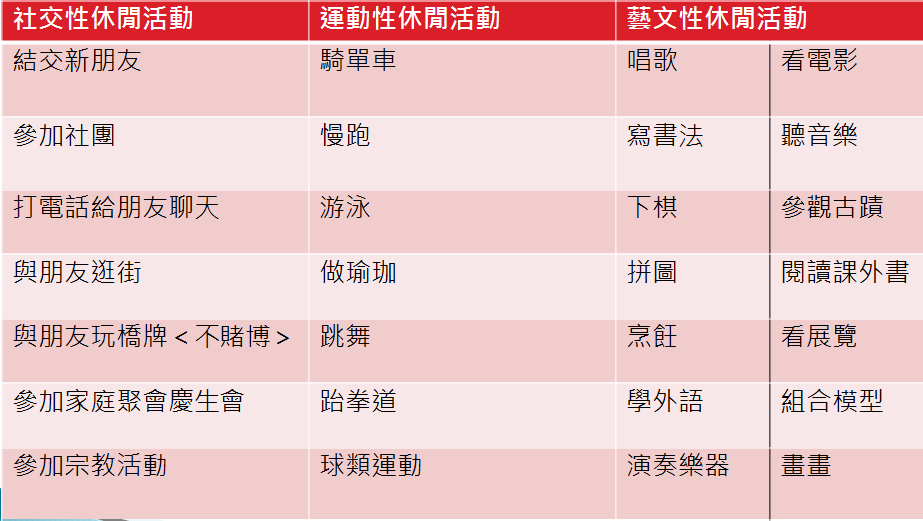 社交性休閒活動 運動性休閒活動 藝文性休閒活動
結交新朋友 騎單車 唱歌 看電影
參加社團 慢跑 寫書法 聽音樂
打電話給朋友聊天 游泳 下棋 參觀古蹟
與朋友逛街 做瑜珈 拼圖 閱讀課外書
與朋友玩橋牌＜不賭博＞ 跳舞 烹飪 看展覽
參加家庭聚會慶生會 跆拳道 學外語 組合模型
參加宗教活動 球類運動 演奏樂器 畫畫